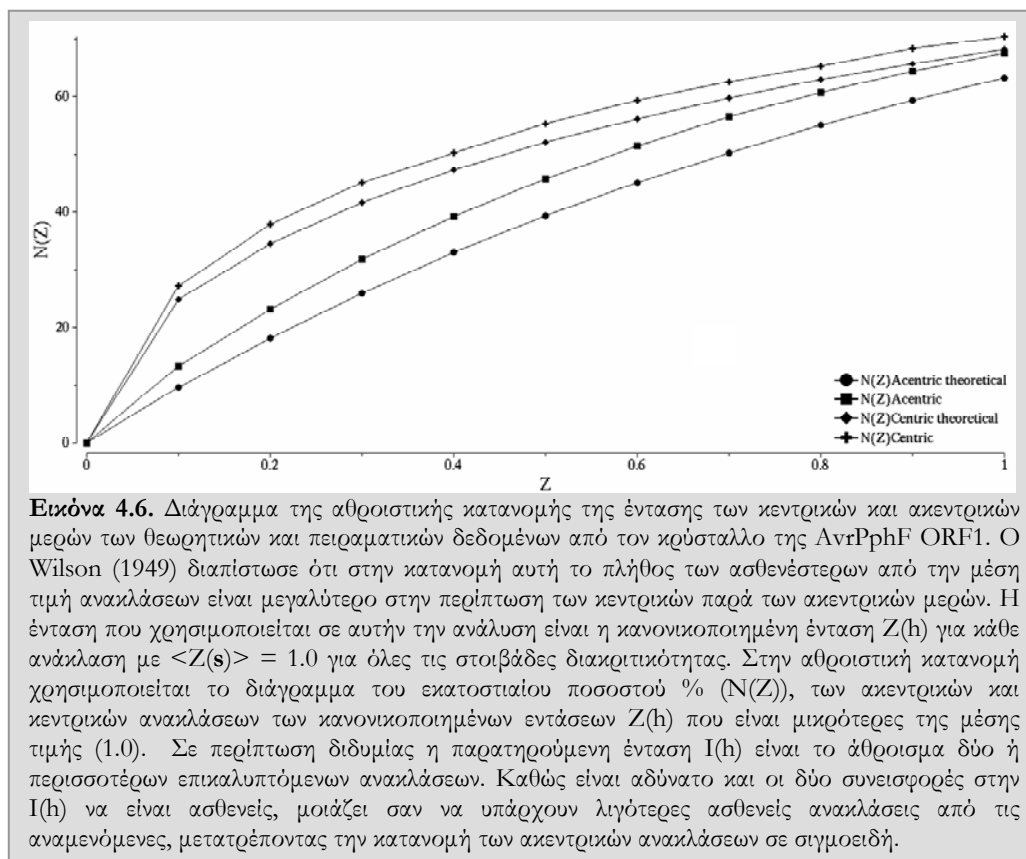 60
40
N(Z)
20
0
N(Z)Acentric theoretical
N(Z)Acentric
N(Z)Centric theoretical
N(Z)Centric
0 0.2 0.4 0.6 0.8 1
Z
Εικόνα 4.6. Διάγραμμα της αθροιστικής κατανομής της έντασης των κεντρικών και ακεντρικών
μερών των θεωρητικών και πειραματικών δεδομένων από τον κρύσταλλο της AvrPphF ORF1. Ο
Wilson (1949) διαπίστωσε ότι στην κατανομή αυτή το πλήθος των ασθενέστερων από την μέση
τιμή ανακλάσεων είναι μεγαλύτερο στην περίπτωση των κεντρικών παρά των ακεντρικών μερών. Η
ένταση που χρησιμοποιείται σε αυτήν την ανάλυση είναι η κανονικοποιημένη ένταση Z(h) για κάθε
ανάκλαση με <Z(s)> = 1.0 για όλες τις στοιβάδες διακριτικότητας. Στην αθροιστική κατανομή
χρησιμοποιείται το διάγραμμα του εκατοστιαίου ποσοστού % (N(Z)), των ακεντρικών και
κεντρικών ανακλάσεων των κανονικοποιημένων εντάσεων Z(h) που είναι μικρότερες της μέσης
τιμής (1.0). Σε περίπτωση διδυμίας η παρατηρούμενη ένταση I(h) είναι το άθροισμα δύο ή
περισσοτέρων επικαλυπτόμενων ανακλάσεων. Καθώς είναι αδύνατο και οι δύο συνεισφορές στην
I(h) να είναι ασθενείς, μοιάζει σαν να υπάρχουν λιγότερες ασθενείς ανακλάσεις από τις
αναμενόμενες, μετατρέποντας την κατανομή των ακεντρικών ανακλάσεων σε σιγμοειδή.